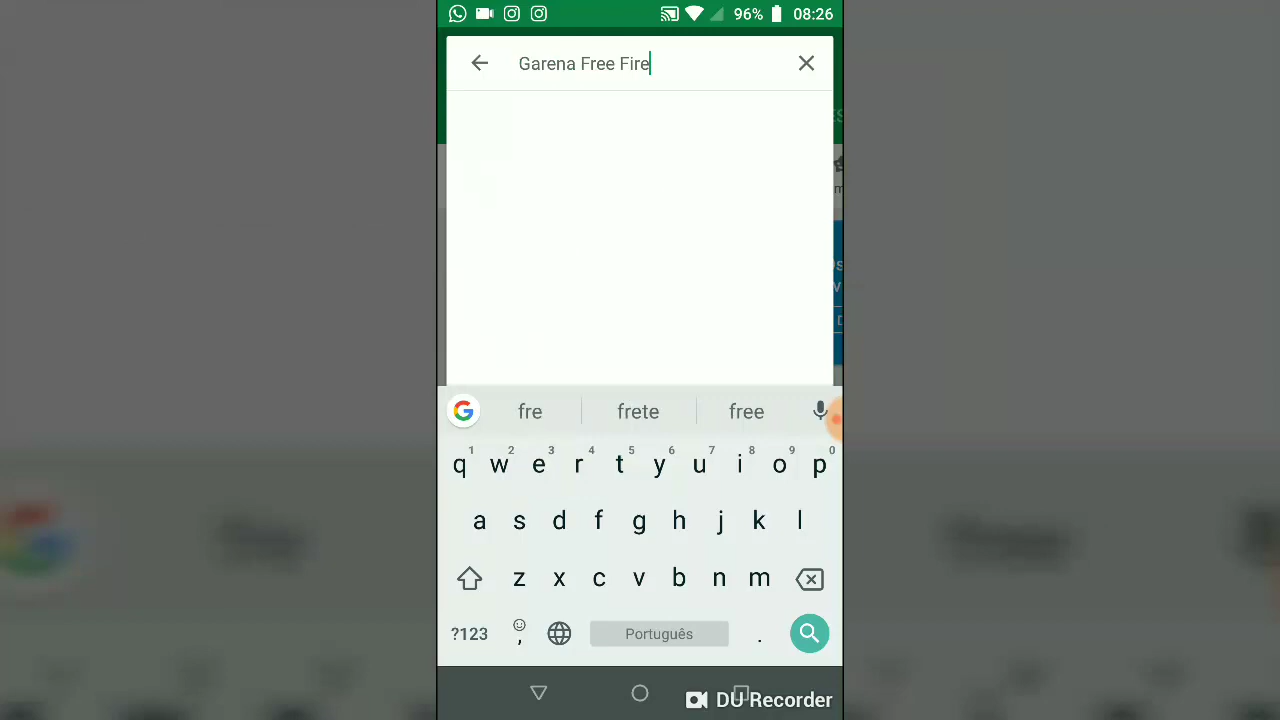 96% 08:26
Garena Free Fire
fre frete free
1 2 3 4 5 6 7 8 9 0
q w e r t y u i o p
a s d f g h j k l
z x c v b n m
?123 , Português .
DU Recorder